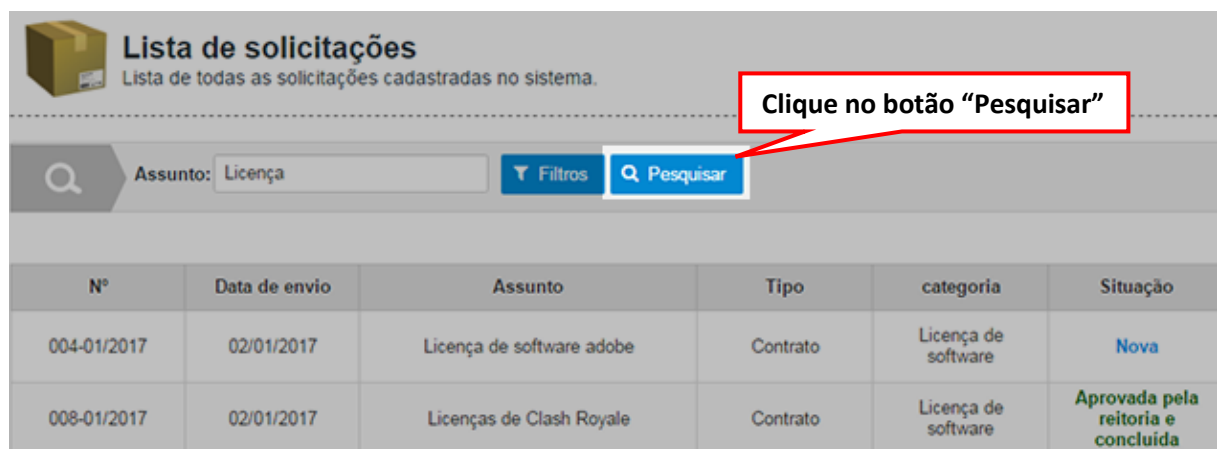 Lista de solicitações
Lista de todas as solicitações cadastradas no sistema.
Clique no botão “Pesquisar”
Assunto: Licença Filtros Pesquisar
Nº Data de envio Assunto Tipo categoria Situação
004-01/2017 02/01/2017 Licença de software adobe Contrato Licença de software Nova
008-01/2017 02/01/2017 Licenças de Clash Royale Contrato Licença de software Aprovada pela reitoria e concluída